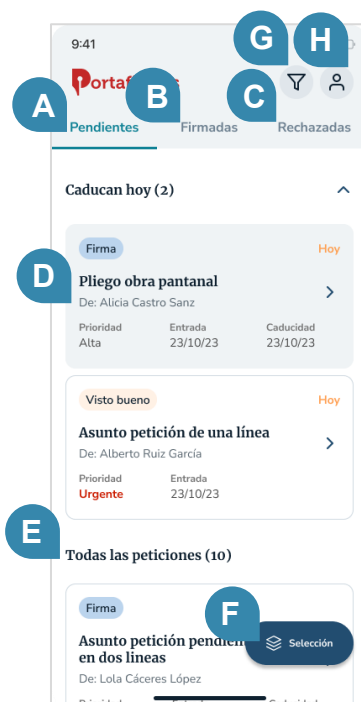 G H
9:41
Portaf
A B C
Pendientes Firmadas Rechazadas
Caducan hoy (2)
Firma Hoy
D
Pliego obra pantanal
De: Alicia Castro Sanz
Prioridad Entrada Caducidad
Alta 23/10/23 23/10/23
Visto bueno Hoy
Asunto petición de una línea
De: Alberto Ruiz García
Prioridad Entrada
Urgente 23/10/23
E
Todas las peticiones (10)
Firma
F
Selección
Asunto petición pendien
en dos lineas
De: Lola Cáceres López